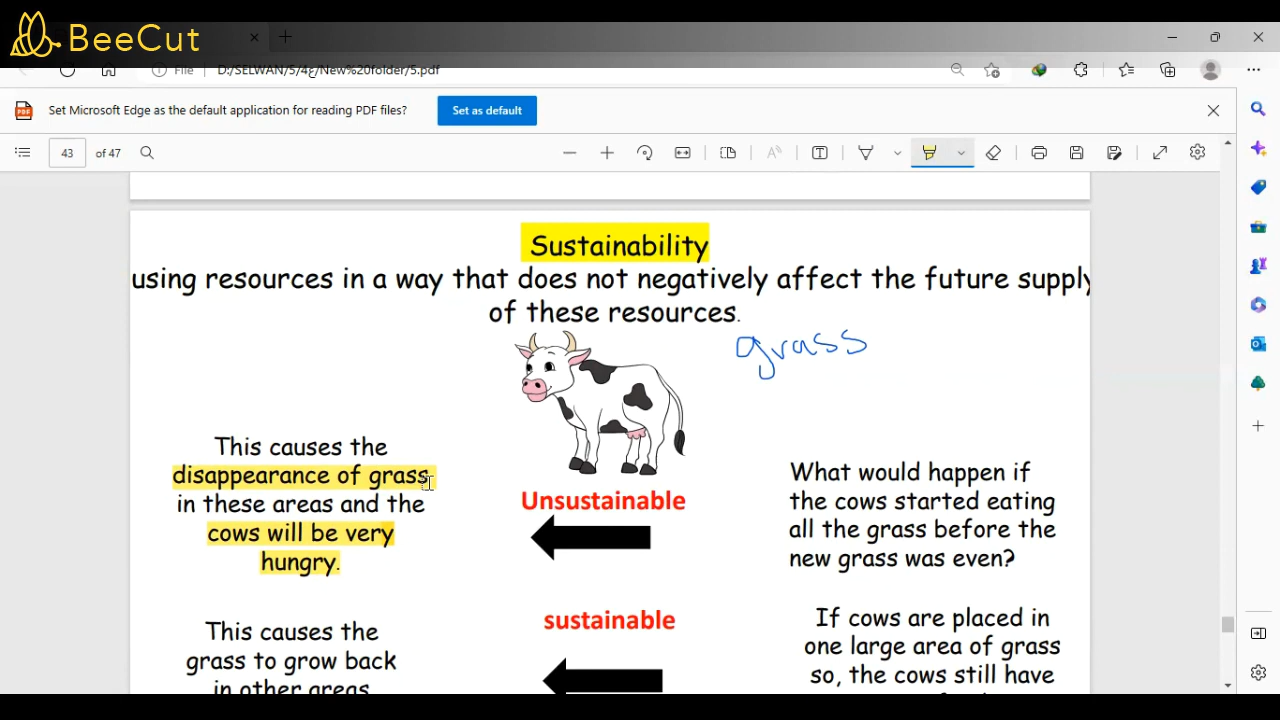 BeeCut
File D:/SELWAN/5/4ع/New%20folder/5.pdf
Set Microsoft Edge as the default application for reading PDF files? Set as default
43 of 47
Sustainability
using resources in a way that does not negatively affect the future supply
of these resources.
grass
This causes the
disappearance of grass
in these areas and the
cows will be very
hungry.
Unsustainable
What would happen if
the cows started eating
all the grass before the
new grass was even?
This causes the
grass to grow back
in other areas
sustainable
If cows are placed in
one large area of grass
so, the cows still have